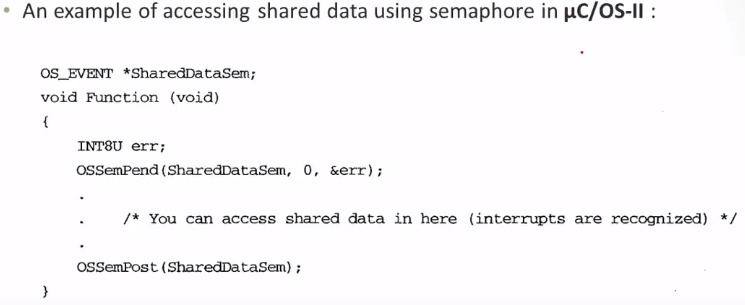 • An example of accessing shared data using semaphore in µC/OS-II :
OS_EVENT *SharedDataSem;
void Function (void)
{
INT8U err;
OSSemPend(SharedDataSem, 0, &err);
.
. /* You can access shared data in here (interrupts are recognized) */
.
OSSemPost(SharedDataSem);
}